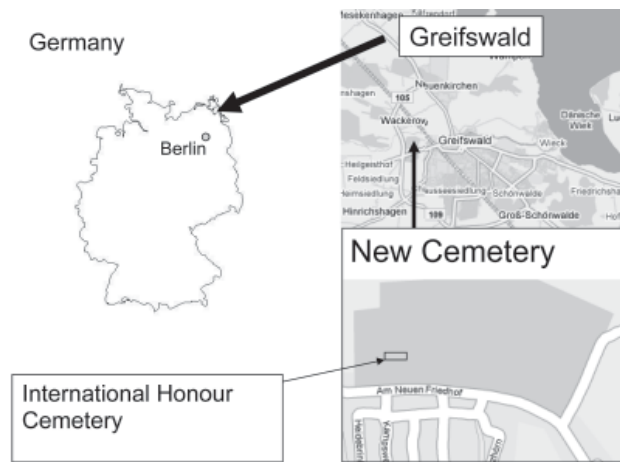 Germany
Greifswald
Berlin
Neuenkirchen
105
Wackerow
Greifswald
Wieck
Dänische
Wiek
Heilgeisthof
Feldsiedlung
Schönwalde
Hinrichshagen
109
Groß-Schönwalde
New Cemetery
International Honour
Cemetery
Am Neuen Friedhof